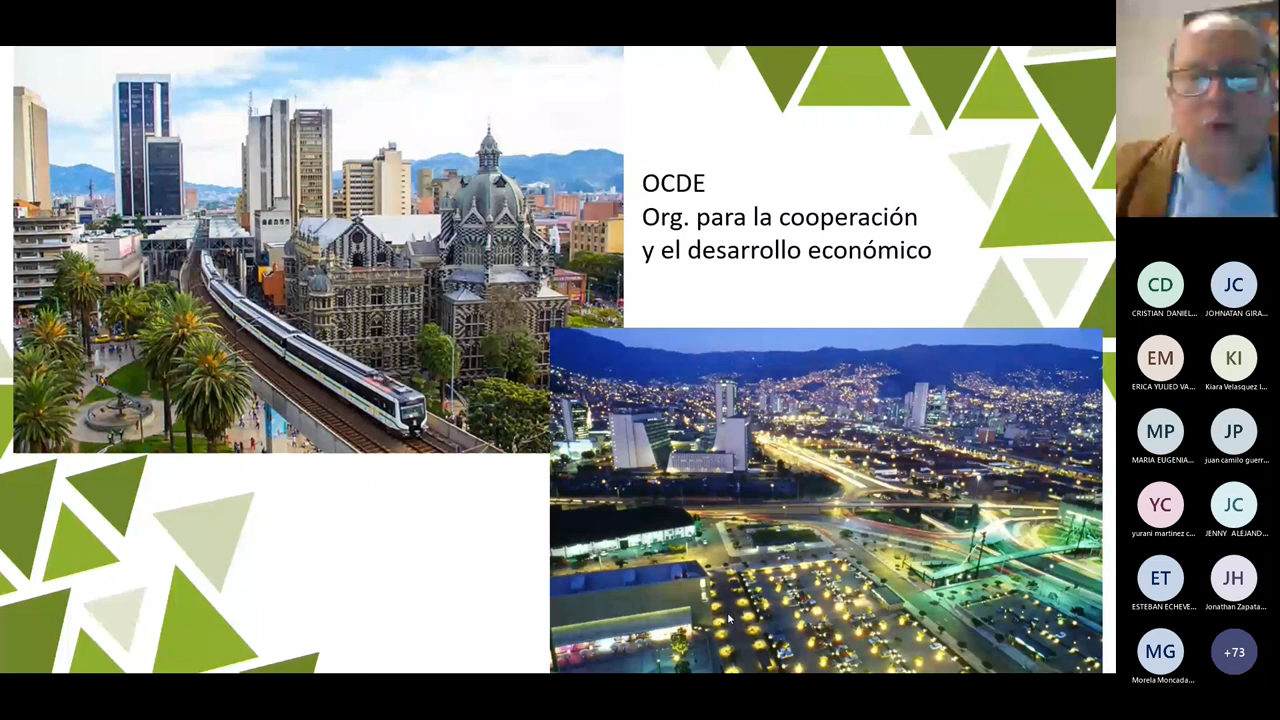 OCDE
Org. para la cooperación
y el desarrollo económico
CD
JC
CRISTIAN DANIEL...
JOHNATAN GIRA...
EM
KI
ERICA YULIED VA...
Kiara Velasquez I...
MP
JP
MARIA EUGENIA...
juan camilo guerr...
YC
JC
yurani martinez c...
JENNY ALEJAND...
ET
JH
ESTEBAN ECHEVE...
Jonathan Zapata...
MG
+73
Morela Moncada...